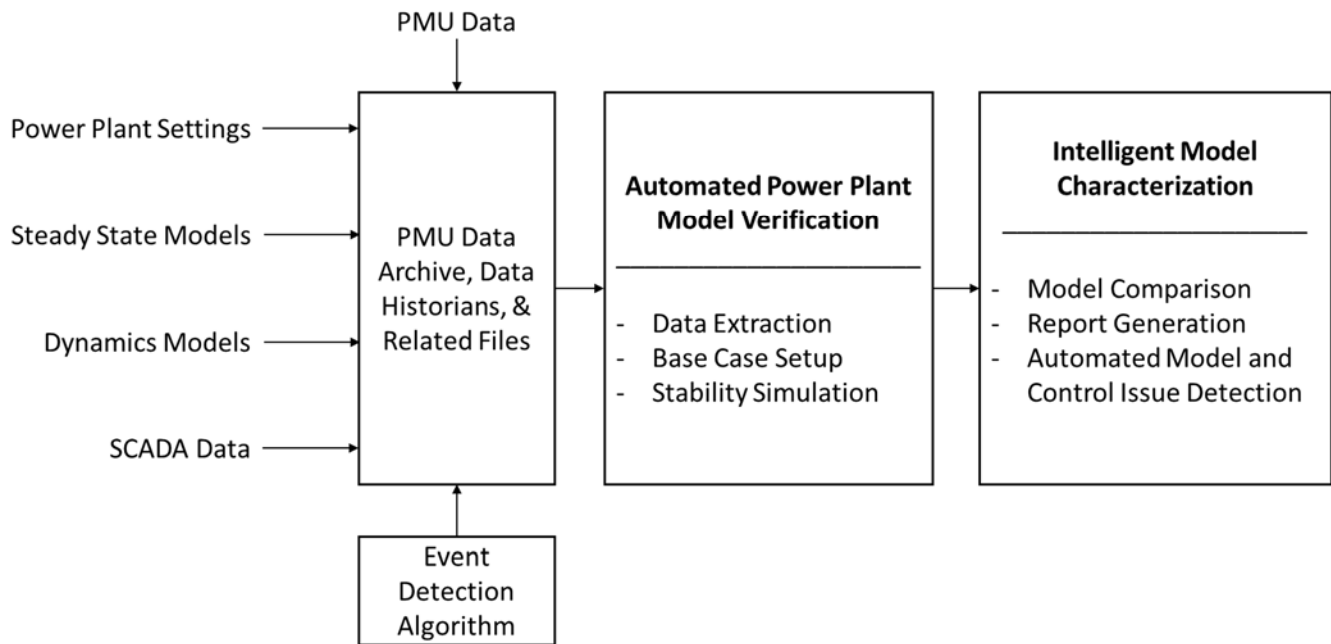 PMU Data
Power Plant Settings
Steady State Models
Dynamics Models
SCADA Data
PMU Data
Archive, Data
Historians, &
Related Files
Event
Detection
Algorithm
Automated Power Plant
Model Verification
- Data Extraction
- Base Case Setup
- Stability Simulation
Intelligent Model
Characterization
- Model Comparison
- Report Generation
- Automated Model and
Control Issue Detection